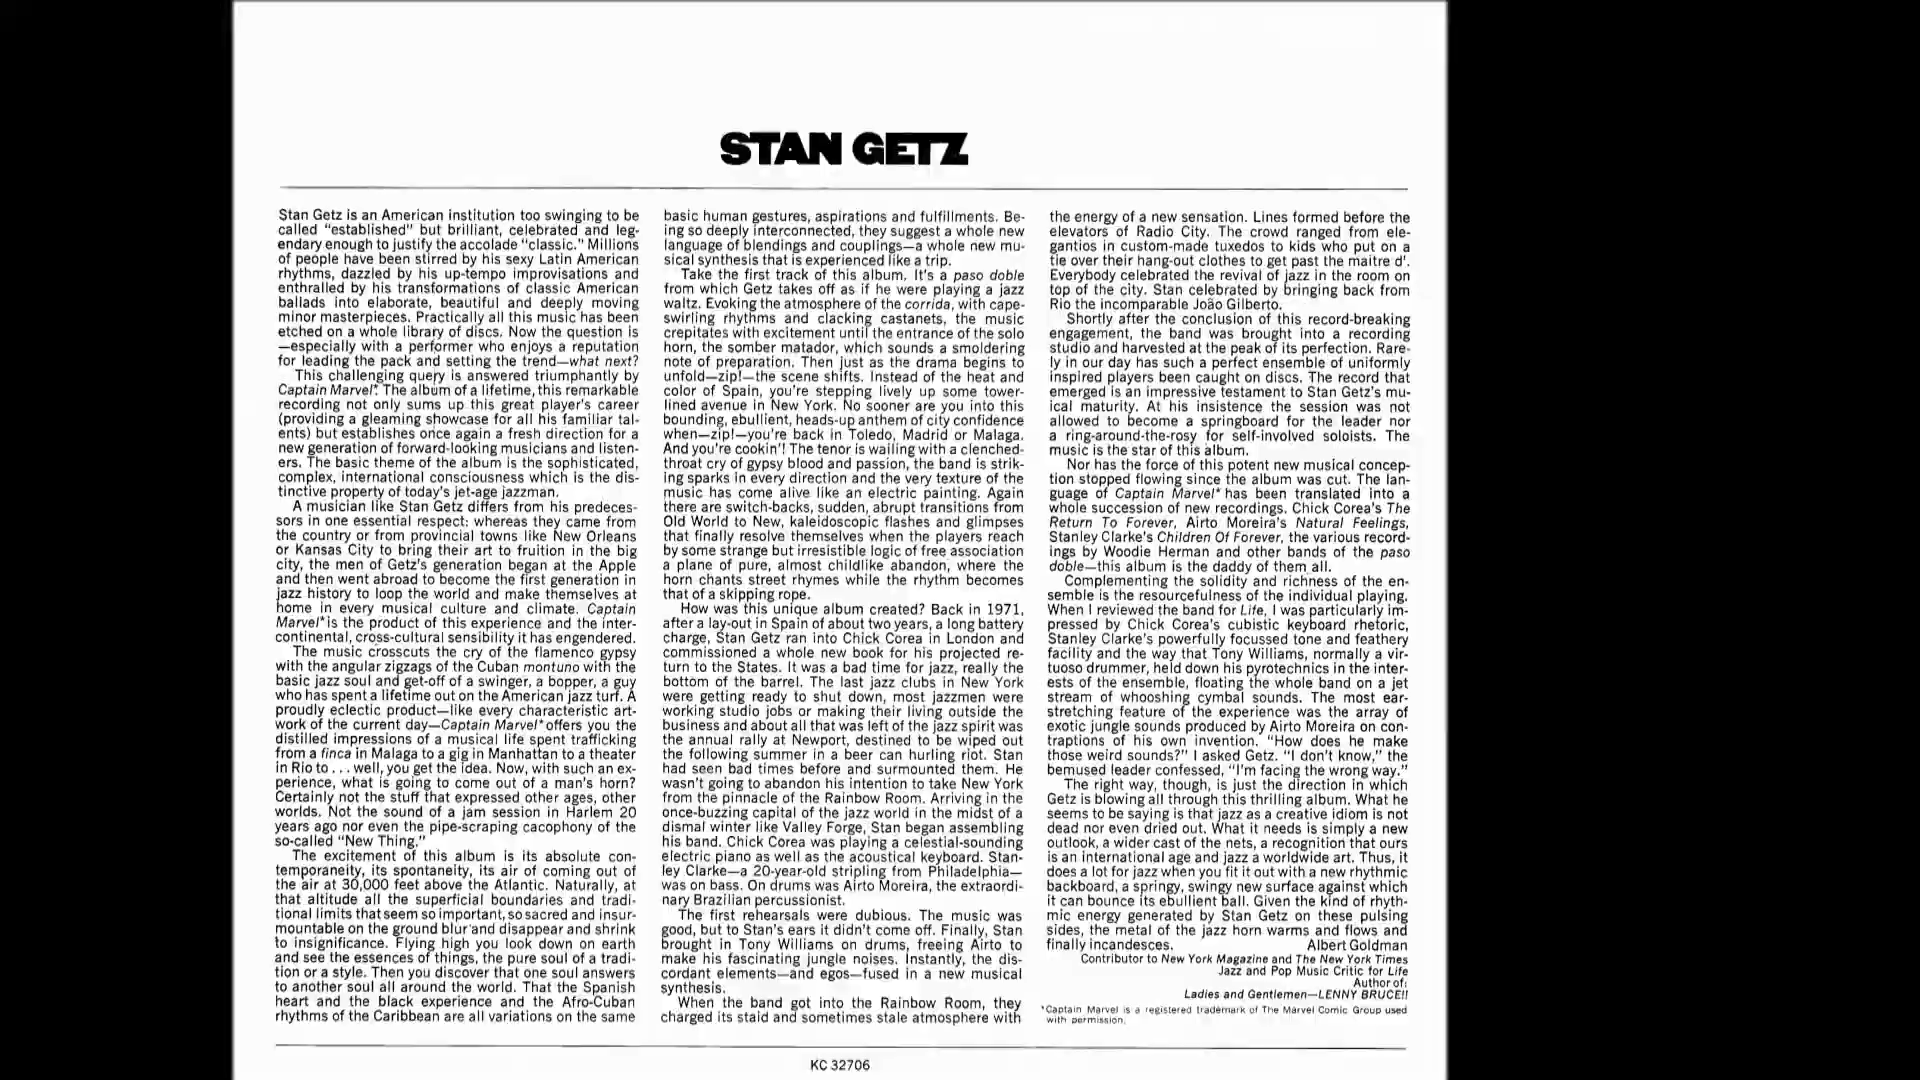 STAN GETZ
Stan Getz is an American institution too swinging to be
called "established" but brilliant, celebrated and leg-
endary enough to justify the accolade "classic." Millions
of people have been stirred by his sexy Latin American
rhythms, dazzled by his up-tempo improvisations and
enthralled by his transformations of classic American
ballads into elaborate, beautiful and deeply moving
minor masterpieces. Practically all this music has been
etched on a whole library of discs. Now the question is
—especially with a performer who enjoys a reputation
for leading the pack and setting the trend—what next?
This challenging query is answered triumphantly by
Captain Marvel*. The album of a lifetime, this remarkable
recording not only sums up this great player's career
(providing a gleaming showcase for all his familiar tal-
ents) but establishes once again a fresh direction for a
new generation of forward-looking musicians and listen-
ers. The basic theme of the album is the sophisticated,
complex, international consciousness which is the dis-
tinctive property of today's jet-age jazzman.
A musician like Stan Getz differs from his predeces-
sors in one essential respect: whereas they came from
the country or from provincial towns like New Orleans
or Kansas City to bring their art to fruition in the big
city, the men of Getz's generation began at the Apple
and then went abroad to become the first generation in
jazz history to loop the world and make themselves at
home in every musical culture and climate. Captain
Marvel* is the product of this experience and the inter-
continental, cross-cultural sensibility it has engendered.
The music crosscuts the cry of the flamenco gypsy
with the angular zigzags of the Cuban montuno with the
basic jazz soul and get-off of a swinger, a bopper, a guy
who has spent a lifetime out on the American jazz turf. A
proudly eclectic product—like every characteristic art-
work of the current day—Captain Marvel* offers you the
distilled impressions of a musical life spent trafficking
from a finca in Malaga to a gig in Manhattan to a theater
in Rio to . . . well, you get the idea. Now, with such an ex-
perience, what is going to come out of a man's horn?
Certainly not the stuff that expressed other ages, other
worlds. Not the sound of a jam session in Harlem 20
years ago nor even the pipe-scraping cacophony of the
so-called "New Thing."
The excitement of this album is its absolute con-
temporaneity, its spontaneity, its air of coming out of
the air at 30,000 feet above the Atlantic. Naturally, at
that altitude all the superficial boundaries and tradi-
tional limits that seem so important, so sacred and insur-
mountable on the ground blur and disappear and shrink
to insignificance. Flying high you look down on earth
and see the essences of things, the pure soul of a tradi-
tion or a style. Then you discover that one soul answers
to another soul all around the world. That the Spanish
heart and the black experience and the Afro-Cuban
rhythms of the Caribbean are all variations on the same
basic human gestures, aspirations and fulfillments. Be-
ing so deeply interconnected, they suggest a whole new
language of blendings and couplings—a whole new mu-
sical synthesis that is experienced like a trip.
Take the first track of this album. It's a paso doble
from which Getz takes off as if he were playing a jazz
waltz. Evoking the atmosphere of the corrida, with cape-
swirling rhythms and clacking castanets, the music
crepitates with excitement until the entrance of the solo
horn, the somber matador, which sounds a smoldering
note of preparation. Then just as the drama begins to
unfold—zip!—the scene shifts. Instead of the heat and
color of Spain, you're stepping lively up some tower-
lined avenue in New York. No sooner are you into this
bounding, ebullient, heads-up anthem of city confidence
when—zip!—you're back in Toledo, Madrid or Malaga.
And you're cookin'! The tenor is wailing with a clenched-
throat cry of gypsy blood and passion, the band is strik-
ing sparks in every direction and the very texture of the
music has come alive like an electric painting. Again
there are switch-backs, sudden, abrupt transitions from
Old World to New, kaleidoscopic flashes and glimpses
that finally resolve themselves when the players reach
by some strange but irresistible logic of free association
a plane of pure, almost childlike abandon, where the
horn chants street rhymes while the rhythm becomes
that of a skipping rope.
How was this unique album created? Back in 1971,
after a lay-out in Spain of about two years, a long battery
charge, Stan Getz ran into Chick Corea in London and
commissioned a whole new book for his projected re-
turn to the States. It was a bad time for jazz, really the
bottom of the barrel. The last jazz clubs in New York
were getting ready to shut down, most jazzmen were
working studio jobs or making their living outside the
business and about all that was left of the jazz spirit was
the annual rally at Newport, destined to be wiped out
the following summer in a beer can hurling riot. Stan
had seen bad times before and surmounted them. He
wasn't going to abandon his intention to take New York
from the pinnacle of the Rainbow Room. Arriving in the
once-buzzing capital of the jazz world in the midst of a
dismal winter like Valley Forge, Stan began assembling
his band. Chick Corea was playing a celestial-sounding
electric piano as well as the acoustical keyboard. Stan-
ley Clarke—a 20-year-old stripling from Philadelphia—
was on bass. On drums was Airto Moreira, the extraordi-
nary Brazilian percussionist.
The first rehearsals were dubious. The music was
good, but to Stan's ears it didn't come off. Finally, Stan
brought in Tony Williams on drums, freeing Airto to
make his fascinating jungle noises. Instantly, the dis-
cordant elements—and egos—fused in a new musical
synthesis.
When the band got into the Rainbow Room, they
charged its staid and sometimes stale atmosphere with
the energy of a new sensation. Lines formed before the
elevators of Radio City. The crowd ranged from ele-
gantios in custom-made tuxedos to kids who put on a
tie over their hang-out clothes to get past the maitre d'.
Everybody celebrated the revival of jazz in the room on
top of the city. Stan celebrated by bringing back from
Rio the incomparable João Gilberto.
Shortly after the conclusion of this record-breaking
engagement, the band was brought into a recording
studio and harvested at the peak of its perfection. Rare-
ly in our day has such a perfect ensemble of uniformly
inspired players been caught on discs. The record that
emerged is an impressive testament to Stan Getz's mu-
ical maturity. At his insistence the session was not
allowed to become a springboard for the leader nor
a ring-around-the-rosy for self-involved soloists. The
music is the star of this album.
Nor has the force of this potent new musical concep-
tion stopped flowing since the album was cut. The lan-
guage of Captain Marvel* has been translated into a
whole succession of new recordings. Chick Corea's The
Return To Forever, Airto Moreira's Natural Feelings,
Stanley Clarke's Children Of Forever, the various record-
ings by Woodie Herman and other bands of the paso
doble—this album is the daddy of them all.
Complementing the solidity and richness of the en-
semble is the resourcefulness of the individual playing.
When I reviewed the band for Life, I was particularly im-
pressed by Chick Corea's cubistic keyboard rhetoric,
Stanley Clarke's powerfully focussed tone and feathery
facility and the way that Tony Williams, normally a vir-
tuoso drummer, held down his pyrotechnics in the inter-
ests of the ensemble, floating the whole band on a jet
stream of whooshing cymbal sounds. The most ear-
stretching feature of the experience was the array of
exotic jungle sounds produced by Airto Moreira on con-
traptions of his own invention. "How does he make
those weird sounds?" I asked Getz. "I don't know," the
bemused leader confessed, "I'm facing the wrong way."
The right way, though, is just the direction in which
Getz is blowing all through this thrilling album. What he
seems to be saying is that jazz as a creative idiom is not
dead nor even dried out. What it needs is simply a new
outlook, a wider cast of the nets, a recognition that ours
is an international age and jazz a worldwide art. Thus, it
does a lot for jazz when you fit it out with a new rhythmic
backboard, a springy, swingy new surface against which
it can bounce its ebullient ball. Given the kind of rhyth-
mic energy generated by Stan Getz on these pulsing
sides, the metal of the jazz horn warms and flows and
finally incandesces. Albert Goldman
Contributor to New York Magazine and The New York Times
Jazz and Pop Music Critic for Life
Author of:
Ladies and Gentlemen—LENNY BRUCE!!
*Captain Marvel is a registered trademark of The Marvel Comic Group used
with permission.
KC 32706